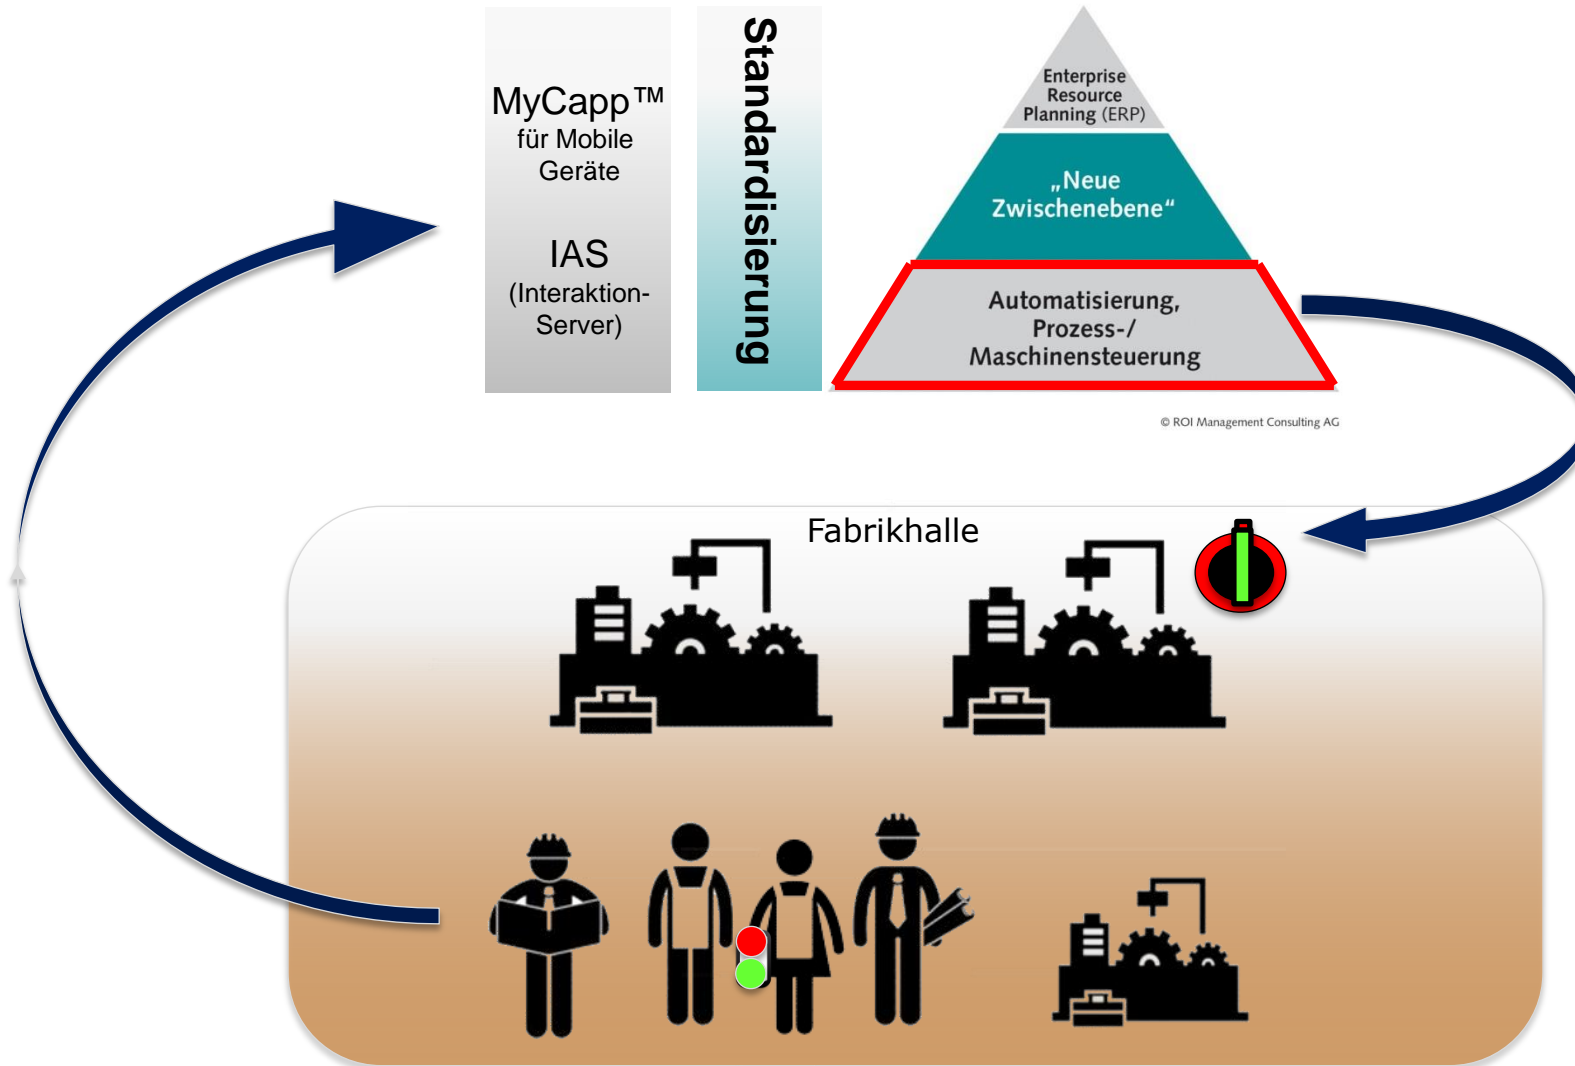 MyCapp™
für Mobile
Geräte
IAS
(Interaktion-
Server)
Standardisierung
Enterprise
Resource
Planning (ERP)
„Neue
Zwischenebene“
Automatisierung,
Prozess-/
Maschinensteuerung
© ROI Management Consulting AG
Fabrikhalle